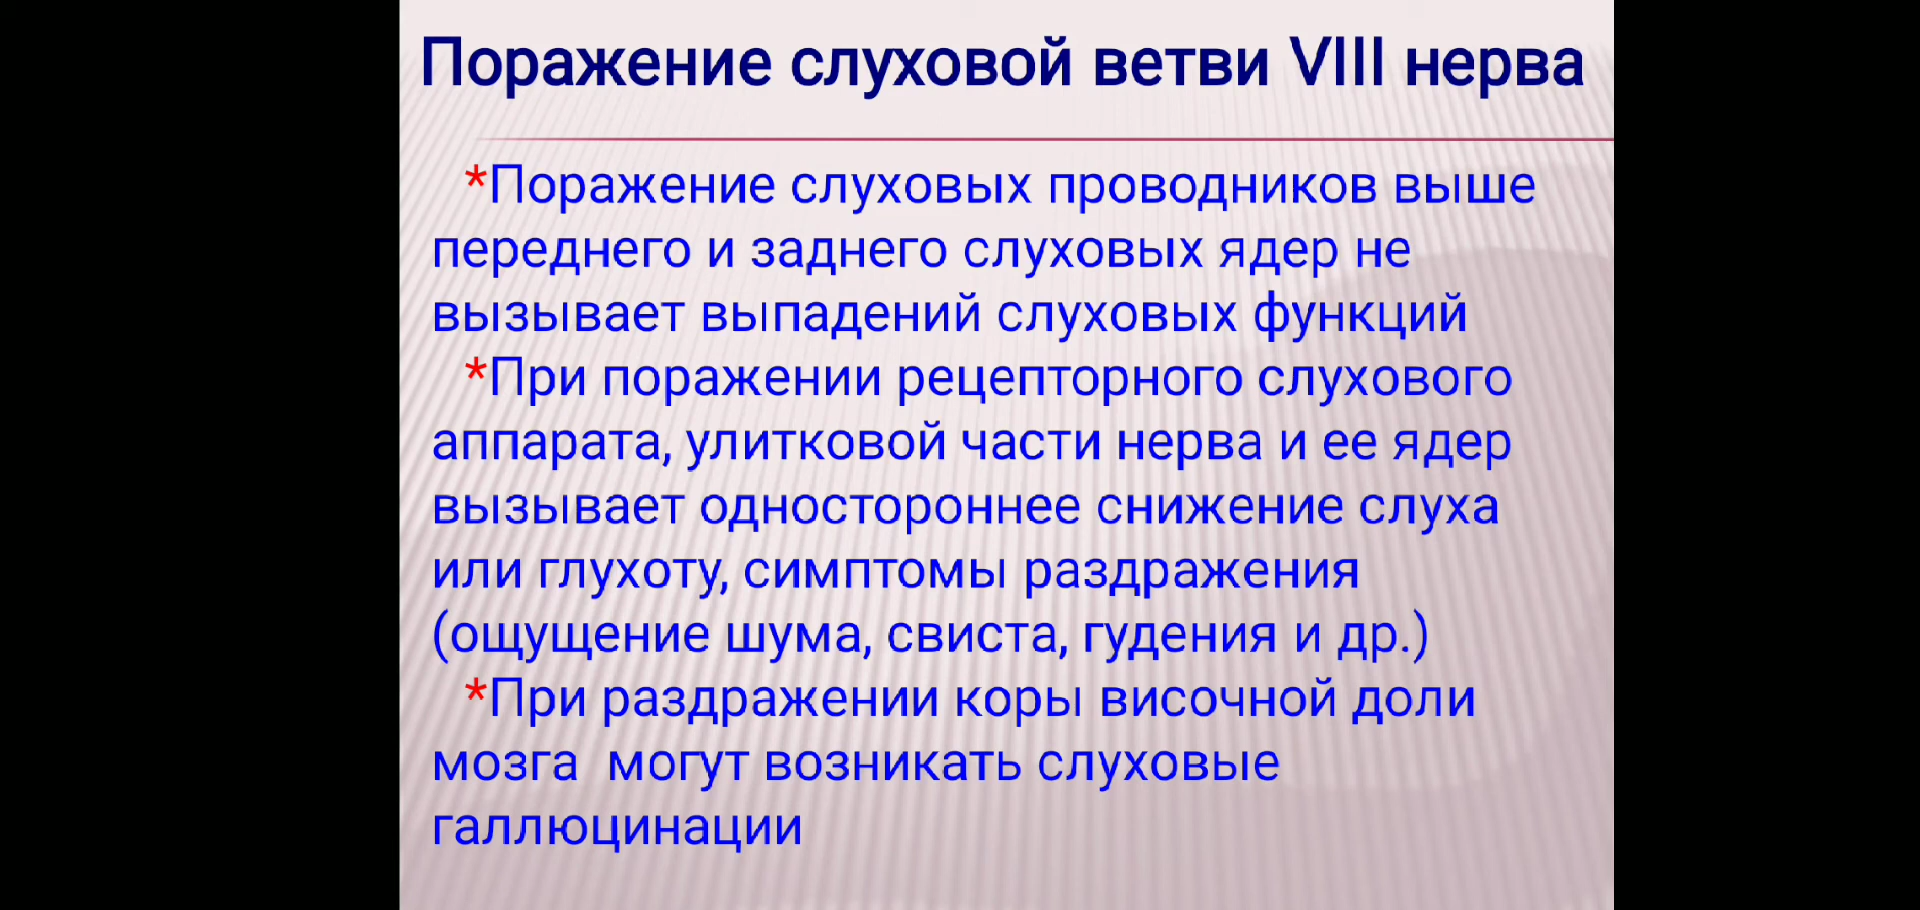 Поражение слуховой ветви VIII нерва
*Поражение слуховых проводников выше
переднего и заднего слуховых ядер не
вызывает выпадений слуховых функций
*При поражении рецепторного слухового
аппарата, улитковой части нерва и ее ядер
вызывает одностороннее снижение слуха
или глухоту, симптомы раздражения
(ощущение шума, свиста, гудения и др.)
*При раздражении коры височной доли
мозга  могут возникать слуховые
галлюцинации